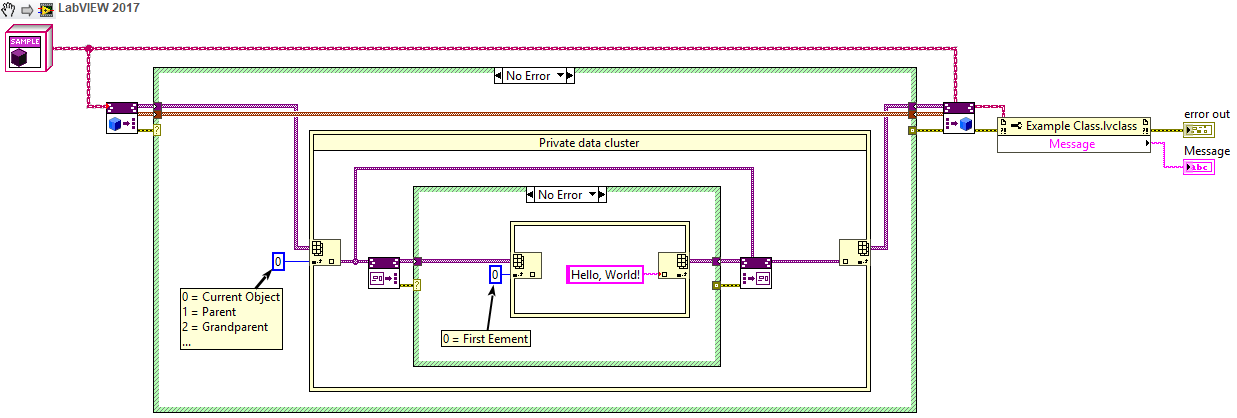 LabVIEW 2017
SAMPLE
No Error
error out
Example Class.lvclass
Message
Message
abc
Private data cluster
No Error
0
0
Hello, World!
0 = Current Object
1 = Parent
2 = Grandparent
...
0 = First Eement
?
?